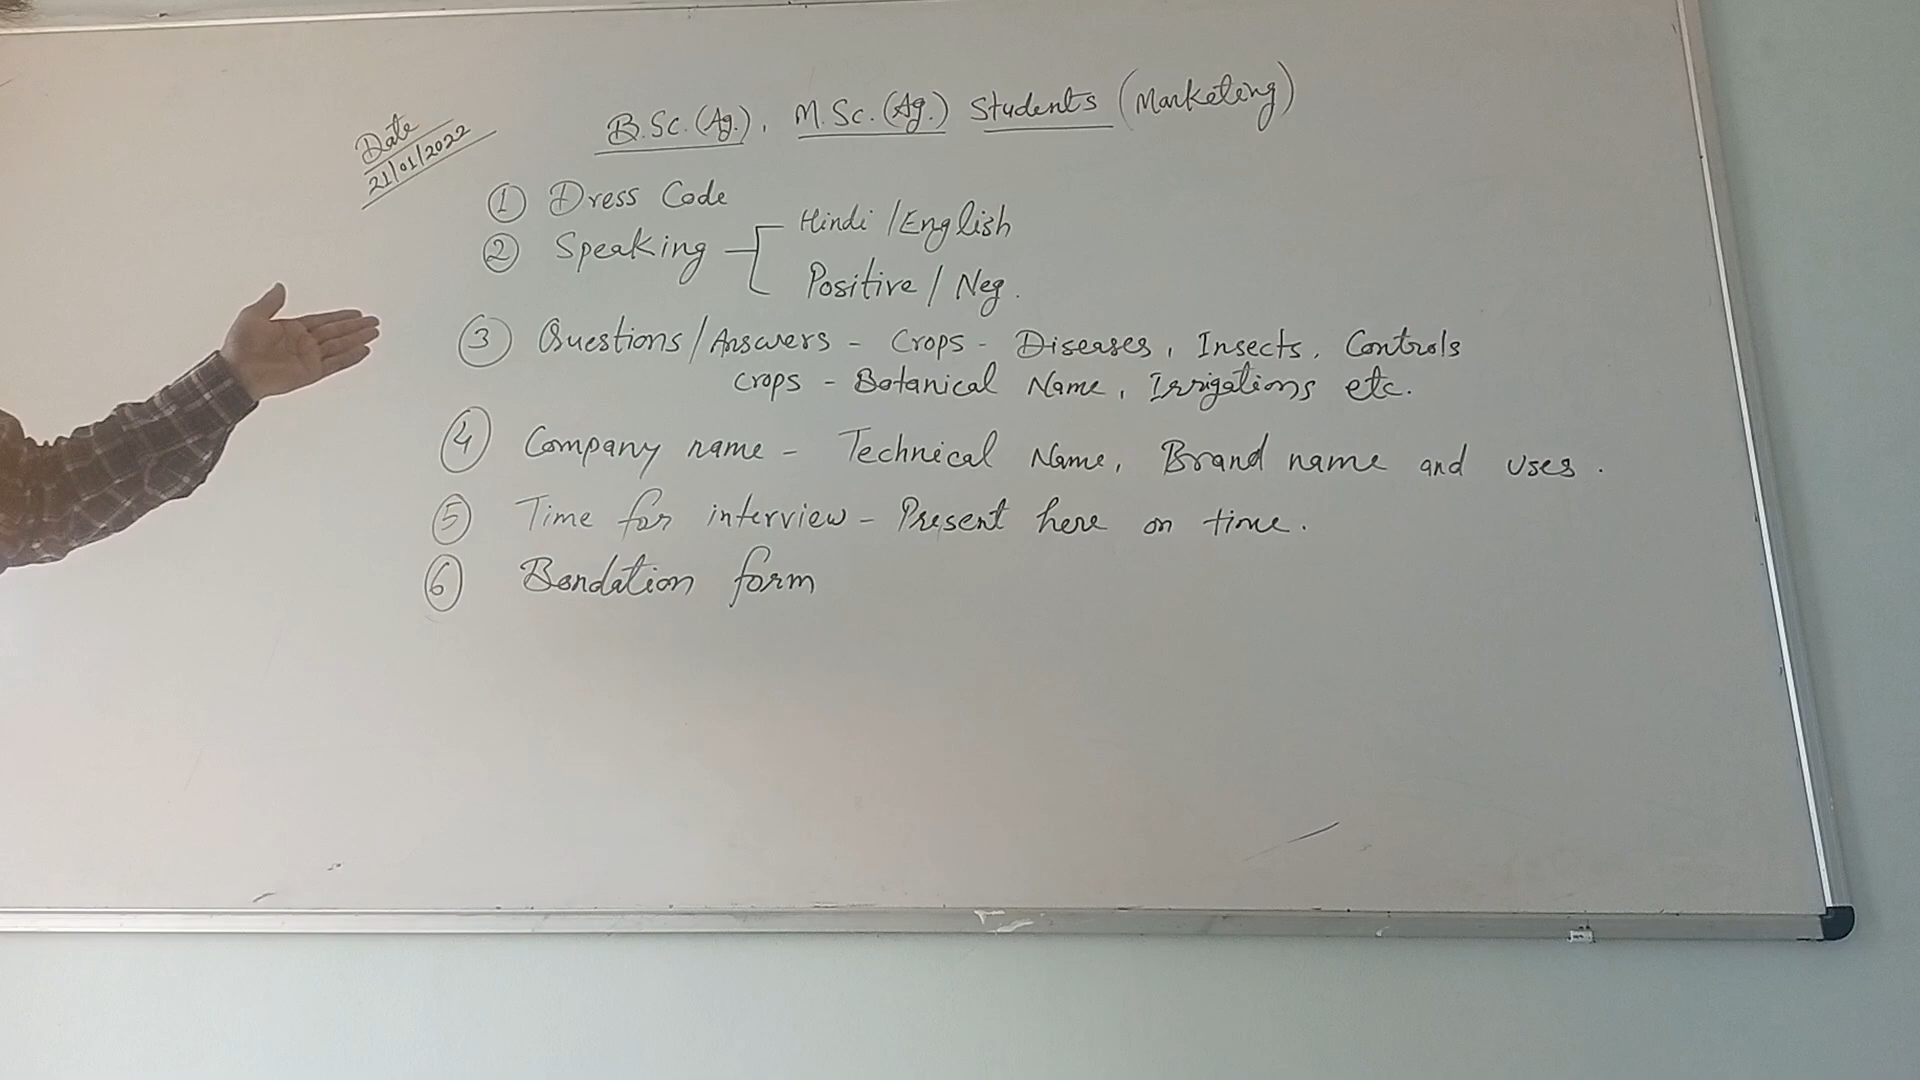 Date
21/01/2022
B.Sc.(Ag.), M.Sc.(Ag.) Students (Marketing)
① Dress Code
② Speaking Hindi / English
Positive / Neg.
③ Questions / Answers - Crops - Diseases, Insects, Controls
Crops - Botanical Name, Irrigations etc.
④ Company name - Technical Name, Brand name and uses.
⑤ Time for interview - Present here on time.
⑥ Bondation form